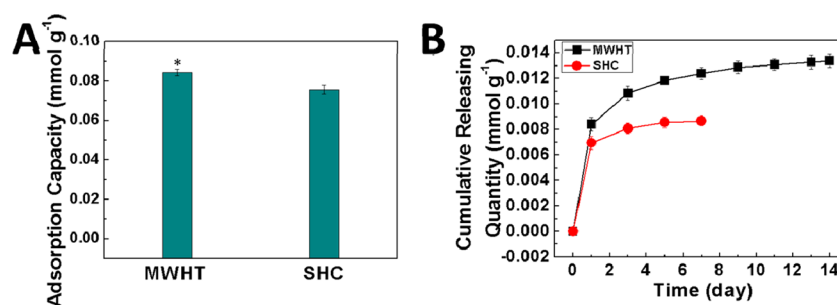 A
Adsorption Capacity (mmol g⁻¹)
0.10
0.08
0.06
0.04
0.02
0.00
*
MWHT SHC
B
Cumulative Releasing
Quantity (mmol g⁻¹)
0.014
0.012
0.010
0.008
0.006
0.004
0.002
0.000
-0.002
MWHT
SHC
0 2 4 6 8 10 12 14
Time (day)